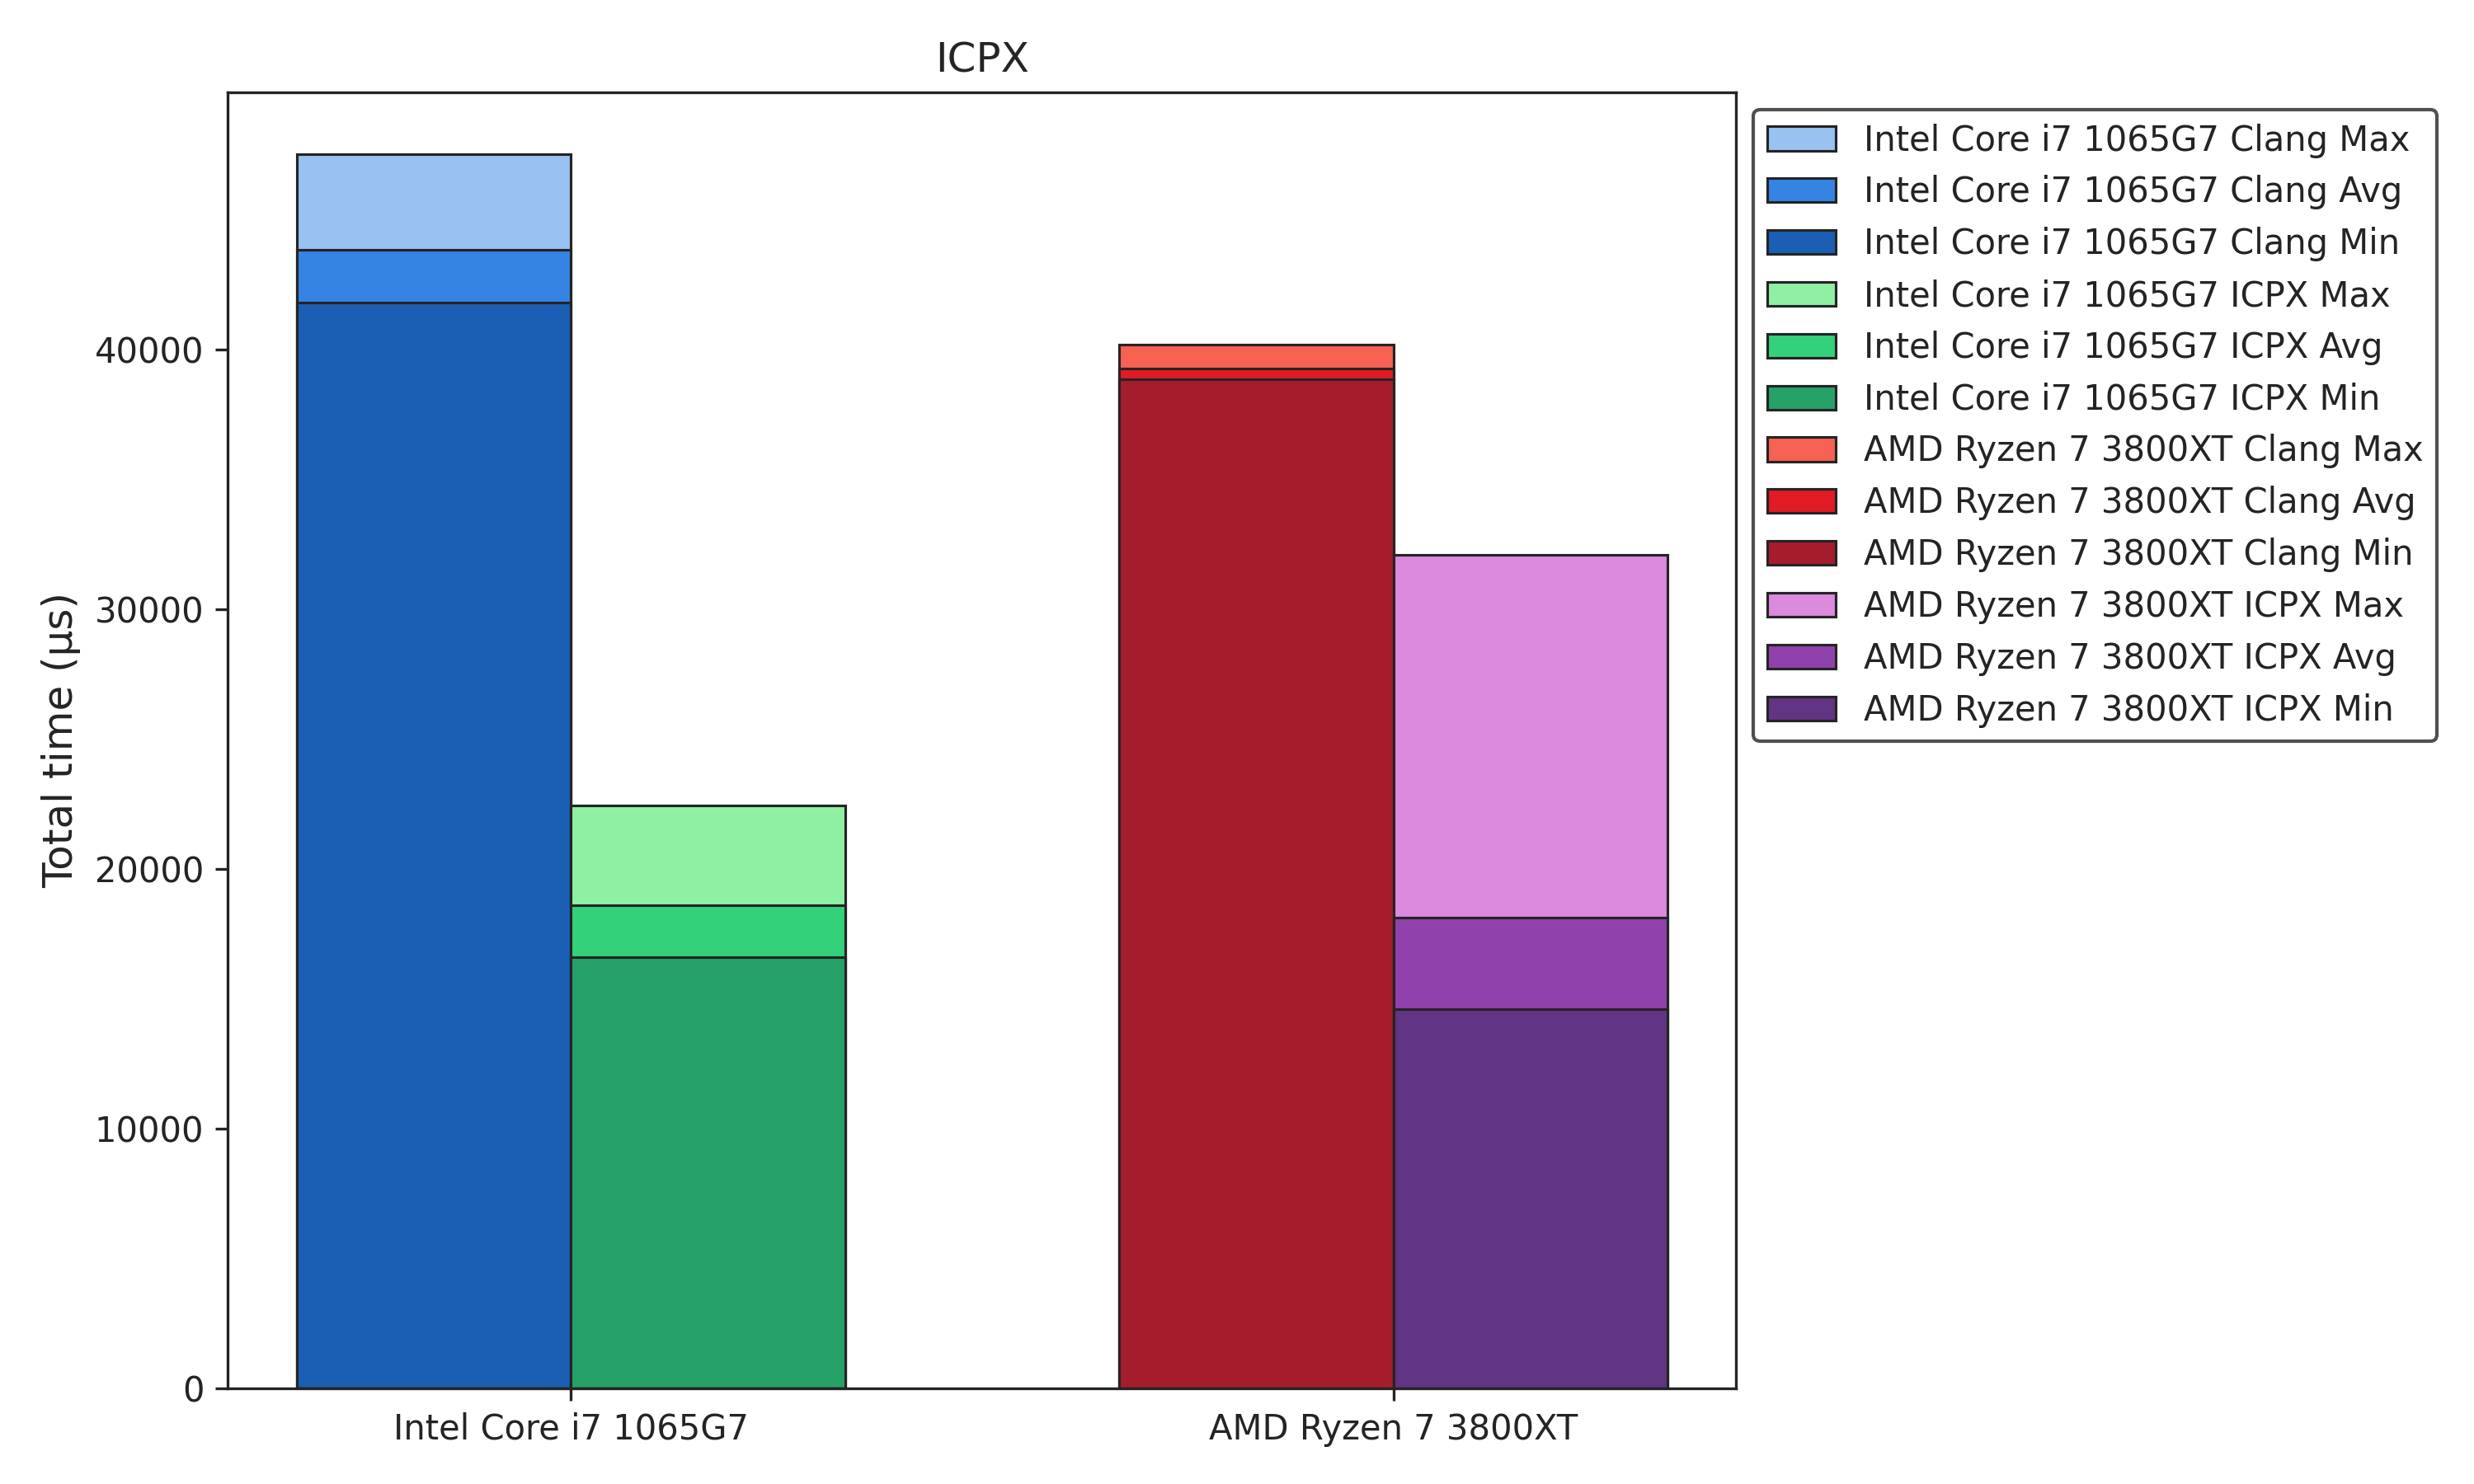 ICPX
Total time (µs)
40000
30000
20000
10000
0
Intel Core i7 1065G7
AMD Ryzen 7 3800XT
Intel Core i7 1065G7 Clang Max
Intel Core i7 1065G7 Clang Avg
Intel Core i7 1065G7 Clang Min
Intel Core i7 1065G7 ICPX Max
Intel Core i7 1065G7 ICPX Avg
Intel Core i7 1065G7 ICPX Min
AMD Ryzen 7 3800XT Clang Max
AMD Ryzen 7 3800XT Clang Avg
AMD Ryzen 7 3800XT Clang Min
AMD Ryzen 7 3800XT ICPX Max
AMD Ryzen 7 3800XT ICPX Avg
AMD Ryzen 7 3800XT ICPX Min